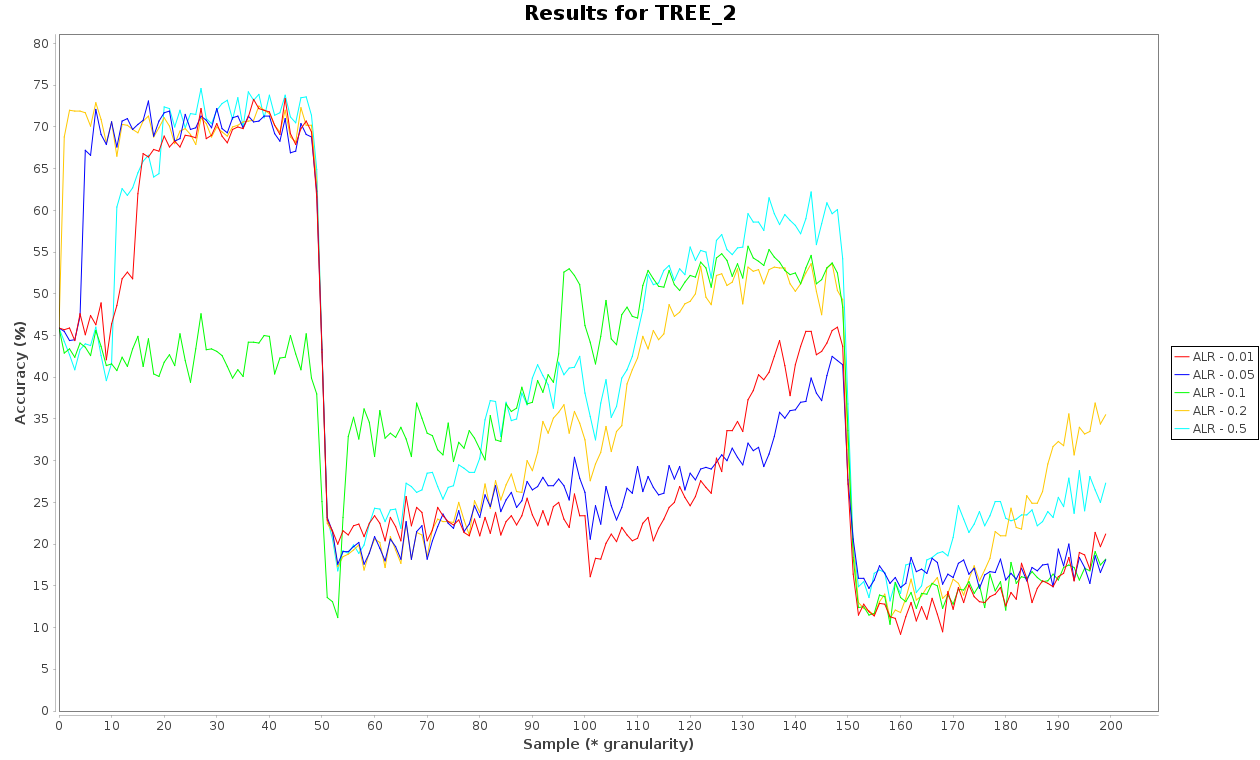 Results for TREE_2
Accuracy (%)
80
75
70
65
60
55
50
45
40
35
30
25
20
15
10
5
0
0 10 20 30 40 50 60 70 80 90 100 110 120 130 140 150 160 170 180 190 200
Sample (* granularity)
ALR - 0.01
ALR - 0.05
ALR - 0.1
ALR - 0.2
ALR - 0.5